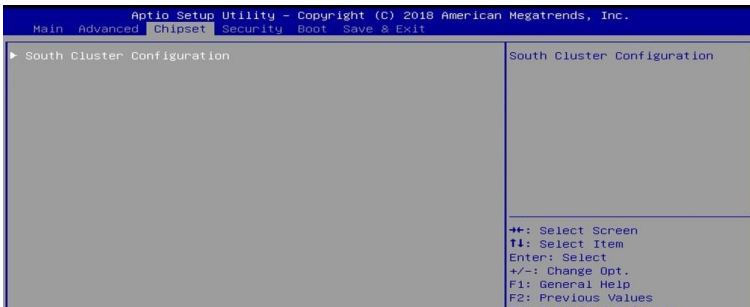 Aptio Setup Utility – Copyright (C) 2018 American Megatrends, Inc.
Main Advanced Chipset Security Boot Save & Exit
▶ South Cluster Configuration
South Cluster Configuration
→←: Select Screen
↑↓: Select Item
Enter: Select
+/-: Change Opt.
F1: General Help
F2: Previous Values